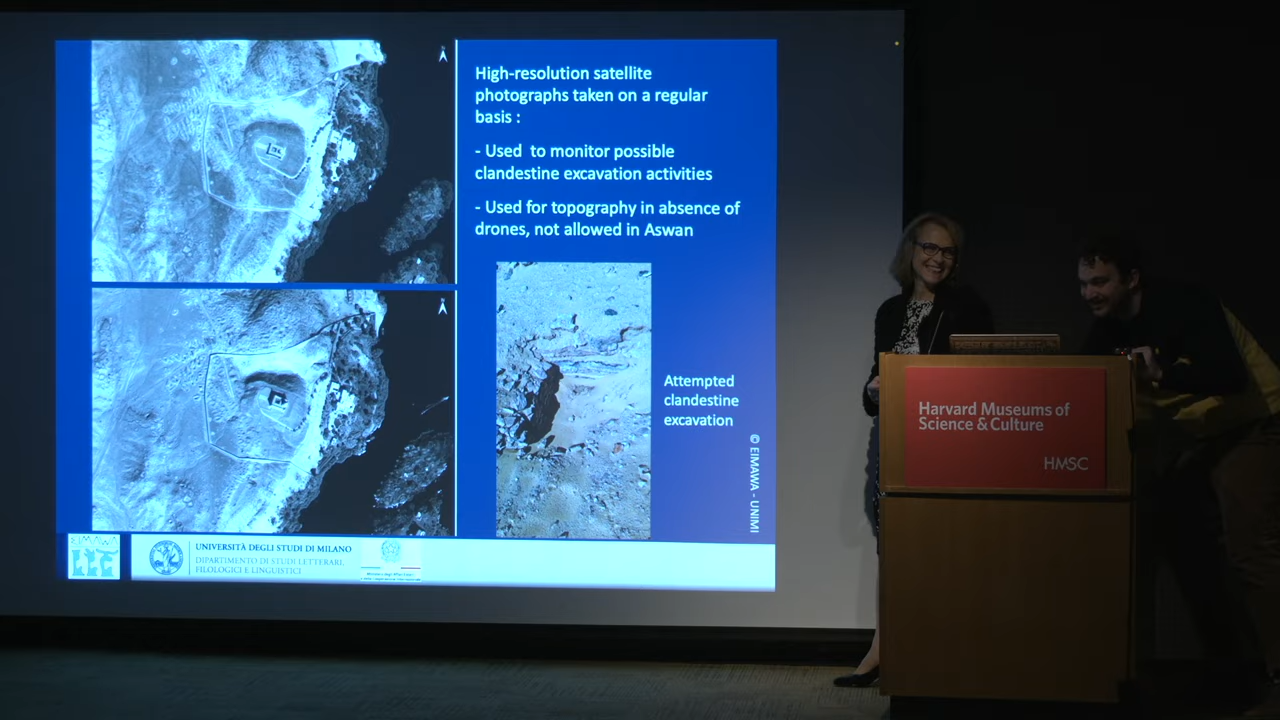 High-resolution satellite
photographs taken on a regular
basis :
- Used to monitor possible
clandestine excavation activities
- Used for topography in absence of
drones, not allowed in Aswan
Attempted
clandestine
excavation
© EIMAWA - UNIMI
UNIVERSITÀ DEGLI STUDI DI MILANO
DIPARTIMENTO DI STUDI LETTERARI,
FILOLOGICI E LINGUISTICI
Harvard Museums of
Science & Culture
HMSC